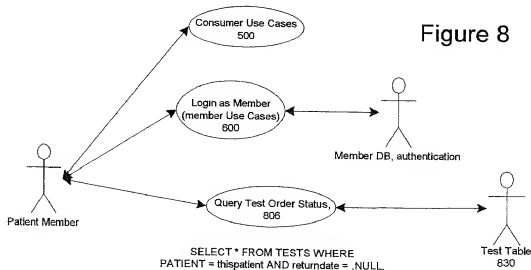 Figure 8
Consumer Use Cases
500
Login as Member
(member Use Cases)
600
Member DB, authentication
Patient Member
Query Test Order Status,
806
Test Table
830
SELECT * FROM TESTS WHERE
PATIENT = thispatient AND returndate = .NULL.